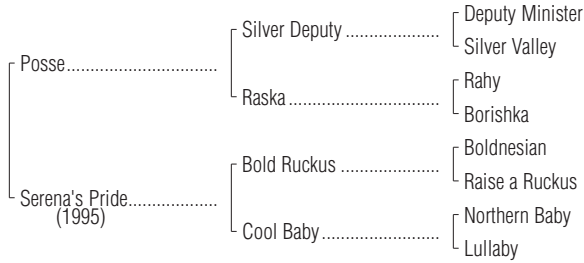 Deputy Minister
Silver Deputy ......................
Silver Valley
Posse...................................
Rahy
Raska ...................................
Borishka
Boldnesian
Bold Ruckus .......................
Raise a Ruckus
Serena's Pride.....................
(1995)
Northern Baby
Cool Baby ...........................
Lullaby